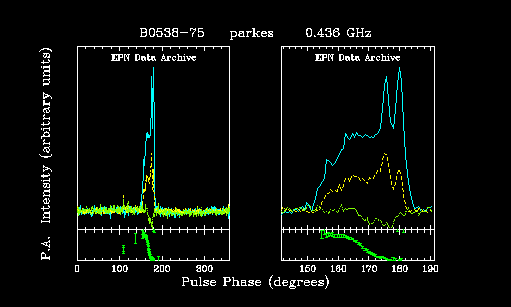 B0538-75 parkes 0.436 GHz
EPN Data Archive EPN Data Archive
P.A. Intensity (arbitrary units)
0 100 200 300 150 160 170 180 190
Pulse Phase (degrees)